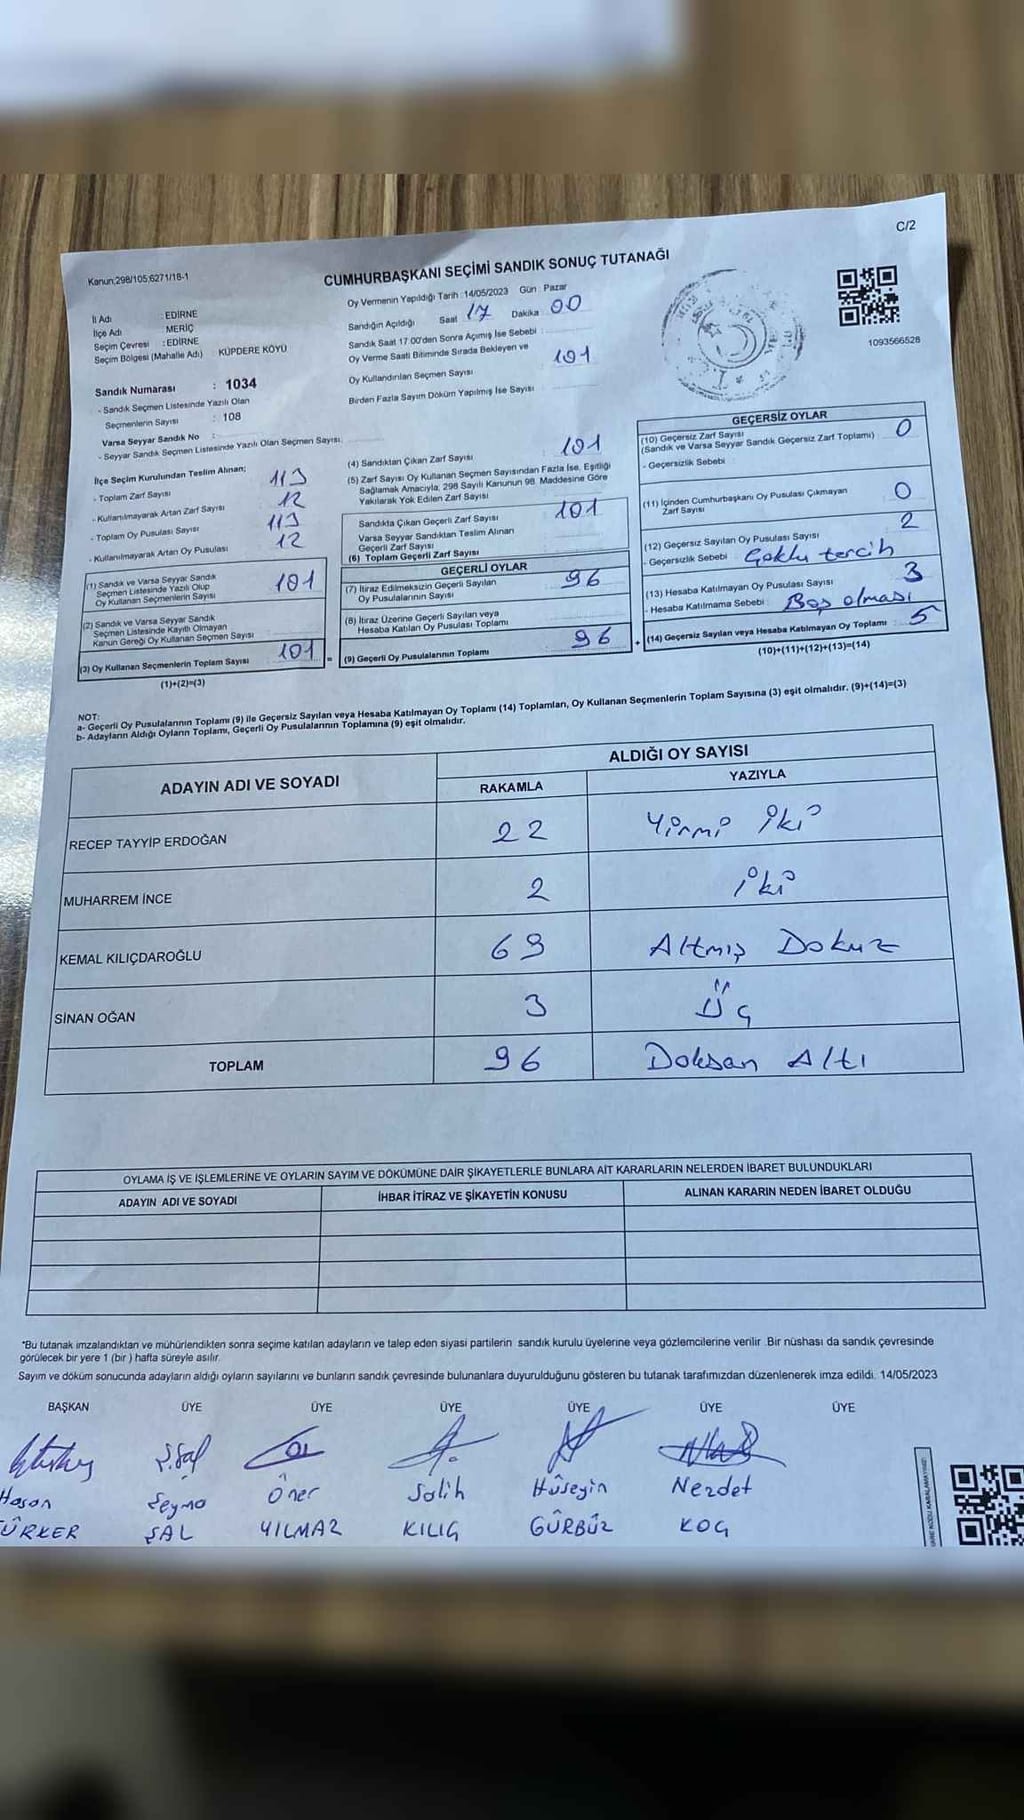 C/2
Kanun;298/105;6271/18-1
CUMHURBAŞKANI SEÇİMİ SANDIK SONUÇ TUTANAĞI
1093566528
İl Adı : EDİRNE
İlçe Adı MERİÇ
Seçim Çevresi : EDİRNE
Seçim Bölgesi (Mahalle Adı) KÜPDERE KÖYÜ
Sandık Numarası : 1034
- Sandık Seçmen Listesinde Yazılı Olan
Seçmenlerin Sayısı : 108
Varsa Seyyar Sandık No :
- Seyyar Sandık Seçmen Listesinde Yazılı Olan Seçmen Sayısı
İlçe Seçim Kurulundan Teslim Alınan;
- Toplam Zarf Sayısı 113
- Kullanılmayarak Artan Zarf Sayısı 12
- Toplam Oy Pusulası Sayısı 113
- Kullanılmayarak Artan Oy Pusulası 12
(1) Sandık ve Varsa Seyyar Sandık
Seçmen Listesinde Yazılı Olup
Oy Kullanan Seçmenlerin Sayısı 101
(2) Sandık ve Varsa Seyyar Sandık
Seçmen Listesinde Kayıtlı Olmayan
Kanun Gereği Oy Kullanan Seçmen Sayısı
(3) Oy Kullanan Seçmenlerin Toplam Sayısı 101
(1)+(2)=(3)
Oy Vermenin Yapıldığı Tarih : 14/05/2023 Gün : Pazar
Sandığın Açıldığı Saat 17 Dakika 00
Sandık Saat 17.00'den Sonra Açımış İse Sebebi :
Oy Verme Saati Bitiminde Sırada Bekleyen ve
Oy Kullandırılan Seçmen Sayısı 101
Birden Fazla Sayım Döküm Yapılmış İse Sayısı
(4) Sandıktan Çıkan Zarf Sayısı 101
(5) Zarf Sayısı Oy Kullanan Seçmen Sayısından Fazla İse, Eşitliği
Sağlamak Amacıyla, 298 Sayılı Kanunun 98. Maddesine Göre
Yakılarak Yok Edilen Zarf Sayısı
Sandıkta Çıkan Geçerli Zarf Sayısı 101
Varsa Seyyar Sandıktan Teslim Alınan
Geçerli Zarf Sayısı
(6) Toplam Geçerli Zarf Sayısı
GEÇERLİ OYLAR
(7) İtiraz Edilmeksizin Geçerli Sayılan
Oy Pusulalarının Sayısı 96
(8) İtiraz Üzerine Geçerli Sayılan veya
Hesaba Katılan Oy Pusulası Toplamı
(9) Geçerli Oy Pusulalarının Toplamı 96
GEÇERSİZ OYLAR
(10) Geçersiz Zarf Sayısı
(Sandık ve Varsa Seyyar Sandık Geçersiz Zarf Toplamı) 0
- Geçersizlik Sebebi
(11) İçinden Cumhurbaşkanı Oy Pusulası Çıkmayan
Zarf Sayısı 0
(12) Geçersiz Sayılan Oy Pusulası Sayısı 2
- Geçersizlik Sebebi Çoklu tercih
(13) Hesaba Katılmayan Oy Pusulası Sayısı 3
- Hesaba Katılmama Sebebi : Boş olması
(14) Geçersiz Sayılan veya Hesaba Katılmayan Oy Toplamı : 5
(10)+(11)+(12)+(13)=(14)
NOT:
a- Geçerli Oy Pusulalarının Toplamı (9) ile Geçersiz Sayılan veya Hesaba Katılmayan Oy Toplamı (14) Toplamları, Oy Kullanan Seçmenlerin Toplam Sayısına (3) eşit olmalıdır. (9)+(14)=(3)
b- Adayların Aldığı Oyların Toplamı, Geçerli Oy Pusulalarının Toplamına (9) eşit olmalıdır.
ADAYIN ADI VE SOYADI
ALDIĞI OY SAYISI
RAKAMLA YAZIYLA
RECEP TAYYİP ERDOĞAN 22 Yirmi iki
MUHARREM İNCE 2 iki
KEMAL KILIÇDAROĞLU 69 Altmış Dokuz
SİNAN OĞAN 3 Üç
TOPLAM 96 Doksan Altı
OYLAMA İŞ VE İŞLEMLERİNE VE OYLARIN SAYIM VE DÖKÜMÜNE DAİR ŞİKAYETLERLE BUNLARA AİT KARARLARIN NELERDEN İBARET BULUNDUKLARI
ADAYIN ADI VE SOYADI İHBAR İTİRAZ VE ŞİKAYETİN KONUSU ALINAN KARARIN NEDEN İBARET OLDUĞU
*Bu tutanak imzalandıktan ve mühürlendikten sonra seçime katılan adayların ve talep eden siyasi partilerin sandık kurulu üyelerine veya gözlemcilerine verilir. Bir nüshası da sandık çevresinde
görülecek bir yere 1 (bir ) hafta süreyle asılır.
Sayım ve döküm sonucunda adayların aldığı oyların sayılarını ve bunların sandık çevresinde bulunanlara duyurulduğunu gösteren bu tutanak tarafımızdan düzenlenerek imza edildi. 14/05/2023
BAŞKAN ÜYE ÜYE ÜYE ÜYE ÜYE ÜYE
Ş.Şal
Hasan Şeyma Öner Salih Hüseyin Nezdet
ÜRKER ŞAL YILMAZ KILIÇ GÜRBÜZ KOÇ